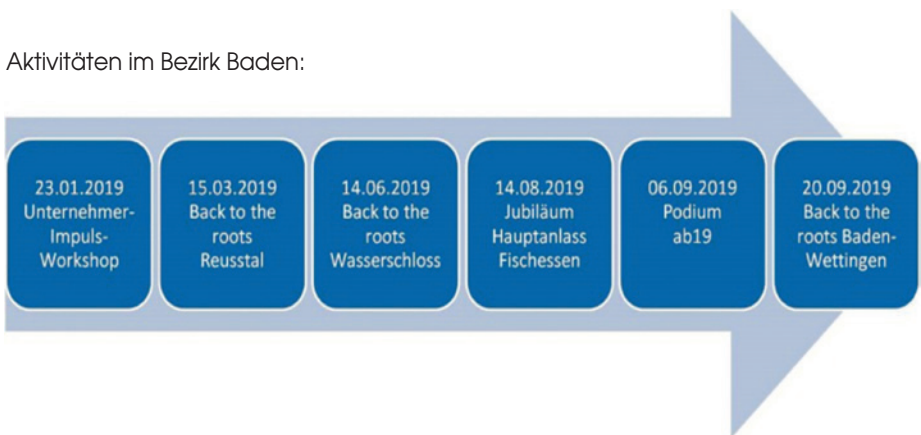 Aktivitäten im Bezirk Baden:
23.01.2019
Unternehmer-
Impuls-
Workshop
15.03.2019
Back to the
roots
Reusstal
14.06.2019
Back to the
roots
Wasserschloss
14.08.2019
Jubiläum
Hauptanlass
Fischessen
06.09.2019
Podium
ab19
20.09.2019
Back to the
roots Baden-
Wettingen